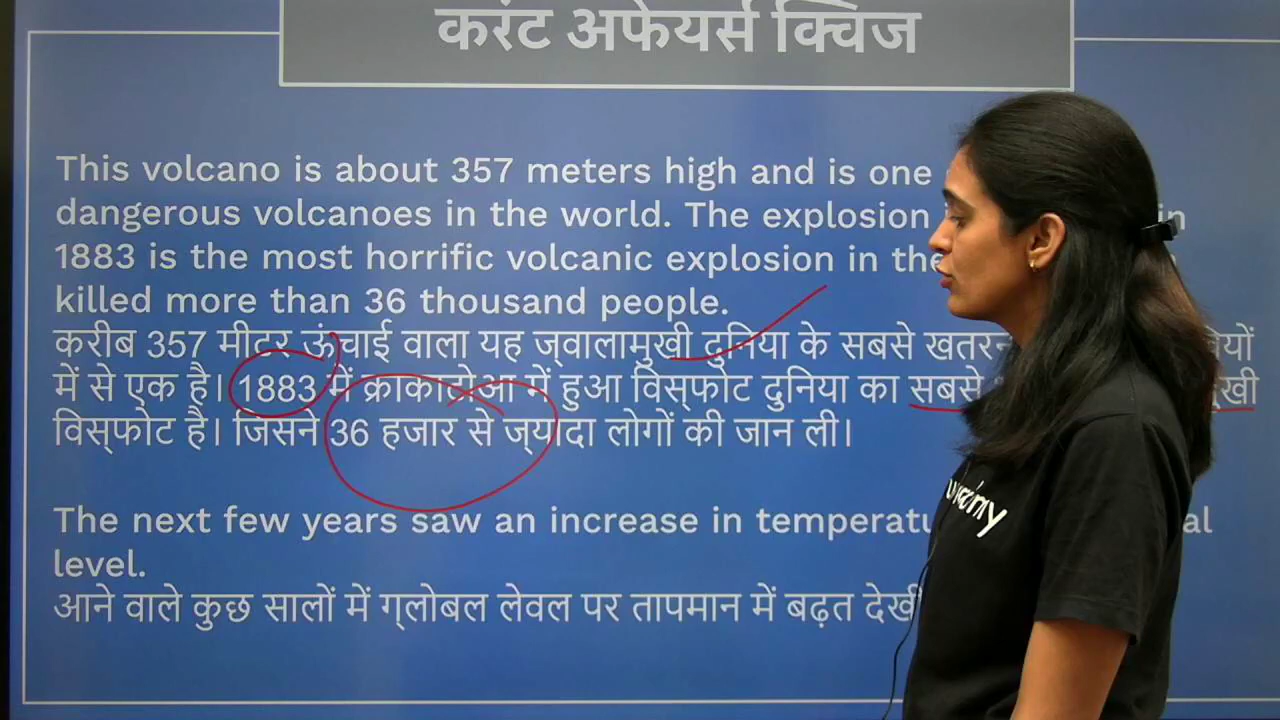 करंट अफेयर्स क्विज
This volcano is about 357 meters high and is one
dangerous volcanoes in the world. The explosion in
1883 is the most horrific volcanic explosion in the
killed more than 36 thousand people.
करीब 357 मीटर ऊंचाई वाला यह ज्वालामुखी दुनिया के सबसे
में से एक है। 1883 में क्राकाटोआ में हुआ विस्फोट दुनिया का सबसे
विस्फोट है। जिसने 36 हजार से ज्यादा लोगों की जान ली।
The next few years saw an increase in
level.
आने वाले कुछ सालों में ग्लोबल लेवल पर तापमान में बढ़त